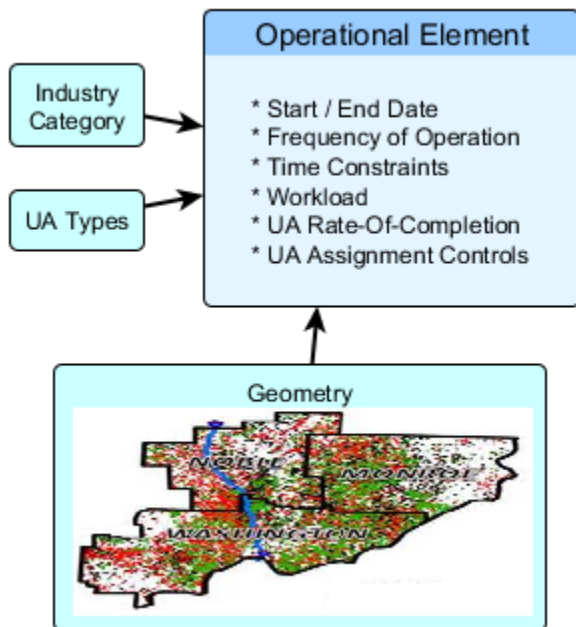 Operational Element
Industry
Category
* Start / End Date
* Frequency of Operation
* Time Constraints
* Workload
* UA Rate-Of-Completion
* UA Assignment Controls
UA Types
Geometry
NOBLE
MONROE
WASHINGTON